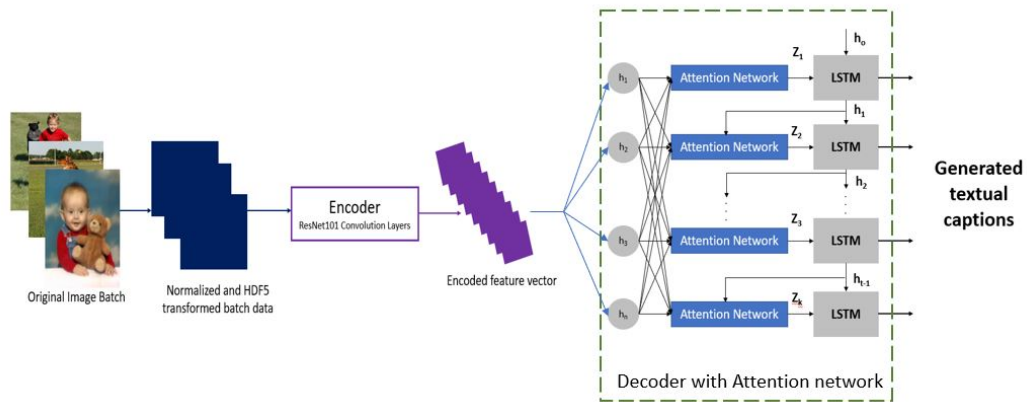 Original Image Batch
Normalized and HDF5
transformed batch data
Encoder
ResNet101 Convolution Layers
Encoded feature vector
h1
h2
h3
hn
Attention Network
Z1
ho
LSTM
h1
Attention Network
Z2
LSTM
h2
Attention Network
Z3
LSTM
ht-1
Attention Network
Zk
LSTM
Decoder with Attention network
Generated
textual
captions